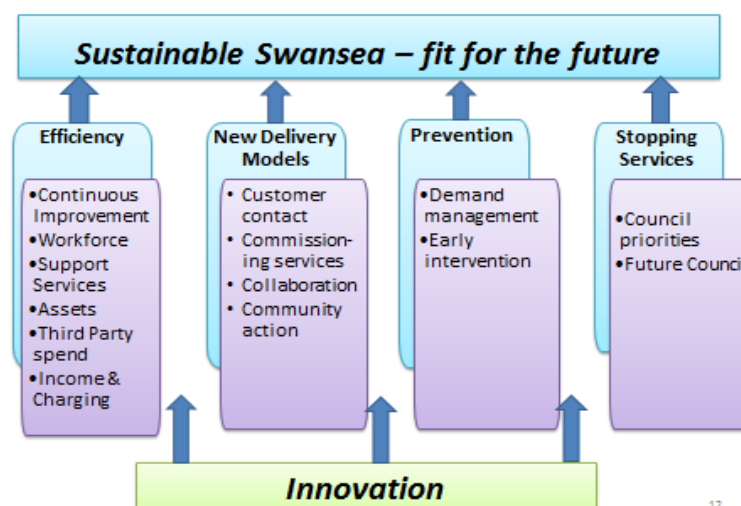 Sustainable Swansea – fit for the future
Efficiency
•Continuous
Improvement
•Workforce
•Support
Services
•Assets
•Third Party
spend
•Income &
Charging
New Delivery
Models
• Customer
contact
• Commission-
ing services
• Collaboration
• Community
action
Prevention
•Demand
management
•Early
intervention
Stopping
Services
•Council
priorities
•Future Counci
Innovation
17